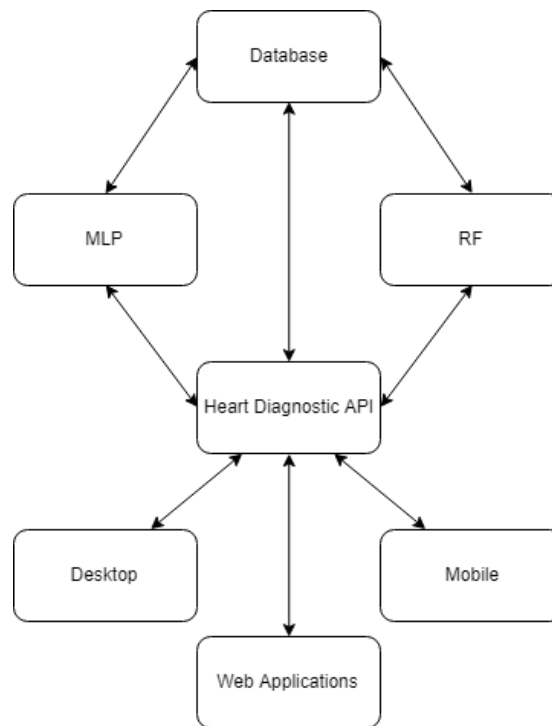 Database
MLP
RF
Heart Diagnostic API
Desktop
Mobile
Web Applications